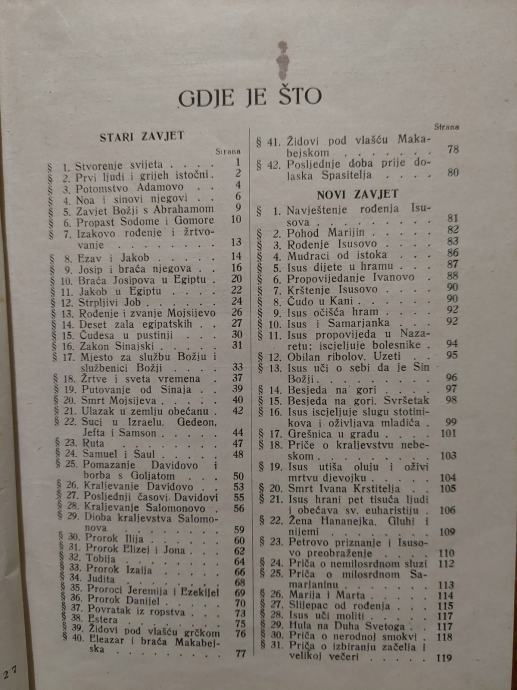 GDJE JE ŠTO
STARI ZAVJET
Strana
§ 1. Stvorenje svijeta . . . . 1
§ 2. Prvi ljudi i grijeh istočni . 2
§ 3. Potomstvo Adamovo . . 4
§ 4. Noa i sinovi njegovi . . 6
§ 5. Zavjet Božji s Abrahamom 9
§ 6. Propast Sodome i Gomore 10
§ 7. Izakovo rođenje i žrtvo-
vanje . . . . . . . . 13
§ 8. Ezav i Jakob . . . . . 14
§ 9. Josip i braća njegova . . 16
§ 10. Braća Josipova u Egiptu . 20
§ 11. Jakob u Egiptu . . . . 22
§ 12. Strpljivi Job . . . . . 24
§ 13. Rođenje i zvanje Mojsijevo 26
§ 14. Deset zala egipatskih . . 27
§ 15. Čudesa u pustinji . . . 30
§ 16. Zakon Sinajski . . . . 31
§ 17. Mjesto za službu Božju i
službenici Božji . . . . 33
§ 18. Žrtve i sveta vremena . . 37
§ 19. Putovanje od Sinaja . . 39
§ 20. Smrt Mojsijeva . . . . 40
§ 21. Ulazak u zemlju obećanu . 42
§ 22. Suci u Izraelu. Gedeon,
Jefta i Samson . . . . 44
§ 23. Ruta . . . . . . . 47
§ 24. Samuel i Šaul . . . . 48
§ 25. Pomazanje Davidovo i
borba s Goljatom . . . 50
§ 26. Kraljevanje Davidovo . . 53
§ 27. Posljednji časovi Davidovi 55
§ 28. Kraljevanje Salomonovo . 56
§ 29. Dioba kraljevstva Salomo-
nova . . . . . . . . 59
§ 30. Prorok Ilija . . . . . 60
§ 31. Prorok Elizej i Jona . . 62
§ 32. Tobija . . . . . . . 64
§ 33. Prorok Izaija . . . . . 66
§ 34. Judita . . . . . . . 68
§ 35. Proroci Jeremija i Ezekijel 69
§ 36. Prorok Danijel . . . . 70
§ 37. Povratak iz ropstva . . 73
§ 38. Estera . . . . . . . 75
§ 39. Židovi pod vlašću grčkom 76
§ 40. Eleazar i braća Makabej-
ska . . . . . . . . 77
Strana
§ 41. Židovi pod vlašću Maka-
bejskom . . . . . . . 78
§ 42. Posljednje doba prije do-
laska Spasitelja . . . . 80
NOVI ZAVJET
§ 1. Navještenje rođenja Isu-
sova . . . . . . . . 81
§ 2. Pohod Marijin . . . . 82
§ 3. Rođenje Isusovo . . . . 83
§ 4. Mudraci od istoka . . . 86
§ 5. Isus dijete u hramu . . . 87
§ 6. Propovijedanje Ivanovo . 88
§ 7. Krštenje Isusovo . . . . 90
§ 8. Čudo u Kani . . . . . 90
§ 9. Isus očišća hram . . . . 92
§ 10. Isus i Samarjanka . . . 92
§ 11. Isus propovijeda u Naza-
retu; iscjeljuje bolesnike . 94
§ 12. Obilan ribolov. Uzeti . . 95
§ 13. Isus uči o sebi da je Sin
Božji . . . . . . . . 96
§ 14. Besjeda na gori . . . . 97
§ 15. Besjeda na gori. Svršetak 98
§ 16. Isus iscjeljuje slugu stotini-
kova i oživljava mladića . 99
§ 17. Grešnica u gradu . . . . 101
§ 18. Priče o kraljevstvu nebe-
skom . . . . . . . . 103
§ 19. Isus utiša oluju i oživi
mrtvu djevojku . . . . 104
§ 20. Smrt Ivana Krstitelja . . 105
§ 21. Isus hrani pet tisuća ljudi
i obećava sv. euharistiju . 106
§ 22. Žena Hananejka. Gluhi i
nijemi . . . . . . . 109
§ 23. Petrovo priznanje i Isuso-
vo preobraženje . . . . 110
§ 24. Priča o nemilosrdnom sluzi 112
§ 25. Priča o milosrdnom Sa-
marjaninu . . . . . . 113
§ 26. Marija i Marta . . . . 114
§ 27. Slijepac od rođenja . . . 115
§ 28. Isus uči moliti . . . . 117
§ 29. Hula na Duha Svetoga . . 117
§ 30. Priča o nerodnoj smokvi . 118
§ 31. Priča o izbiranju začelja i
velikoj večeri . . . . . 119
27